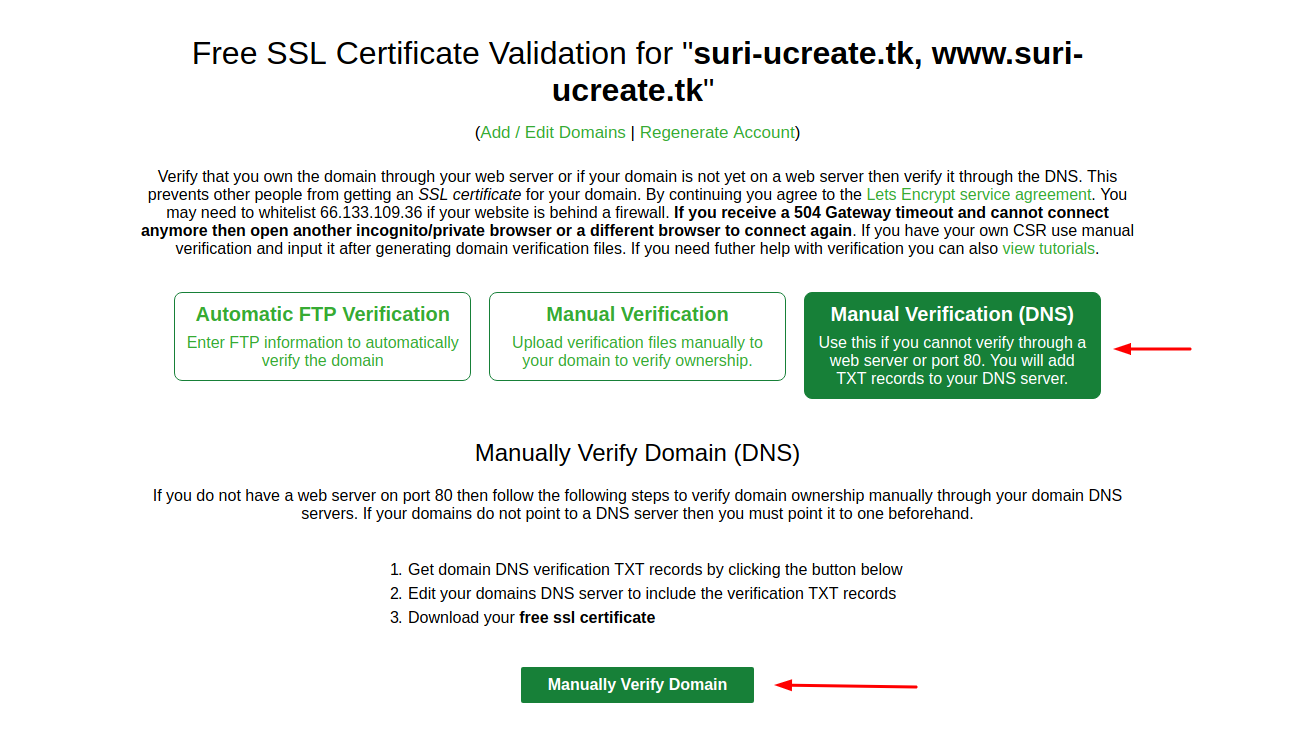 Free SSL Certificate Validation for "suri-ucreate.tk, www.suri-
ucreate.tk"
(Add / Edit Domains | Regenerate Account)
Verify that you own the domain through your web server or if your domain is not yet on a web server then verify it through the DNS. This
prevents other people from getting an SSL certificate for your domain. By continuing you agree to the Lets Encrypt service agreement. You
may need to whitelist 66.133.109.36 if your website is behind a firewall. If you receive a 504 Gateway timeout and cannot connect
anymore then open another incognito/private browser or a different browser to connect again. If you have your own CSR use manual
verification and input it after generating domain verification files. If you need futher help with verification you can also view tutorials.
Automatic FTP Verification
Enter FTP information to automatically
verify the domain
Manual Verification
Upload verification files manually to
your domain to verify ownership.
Manual Verification (DNS)
Use this if you cannot verify through a
web server or port 80. You will add
TXT records to your DNS server.
Manually Verify Domain (DNS)
If you do not have a web server on port 80 then follow the following steps to verify domain ownership manually through your domain DNS
servers. If your domains do not point to a DNS server then you must point it to one beforehand.
1. Get domain DNS verification TXT records by clicking the button below
2. Edit your domains DNS server to include the verification TXT records
3. Download your free ssl certificate
Manually Verify Domain